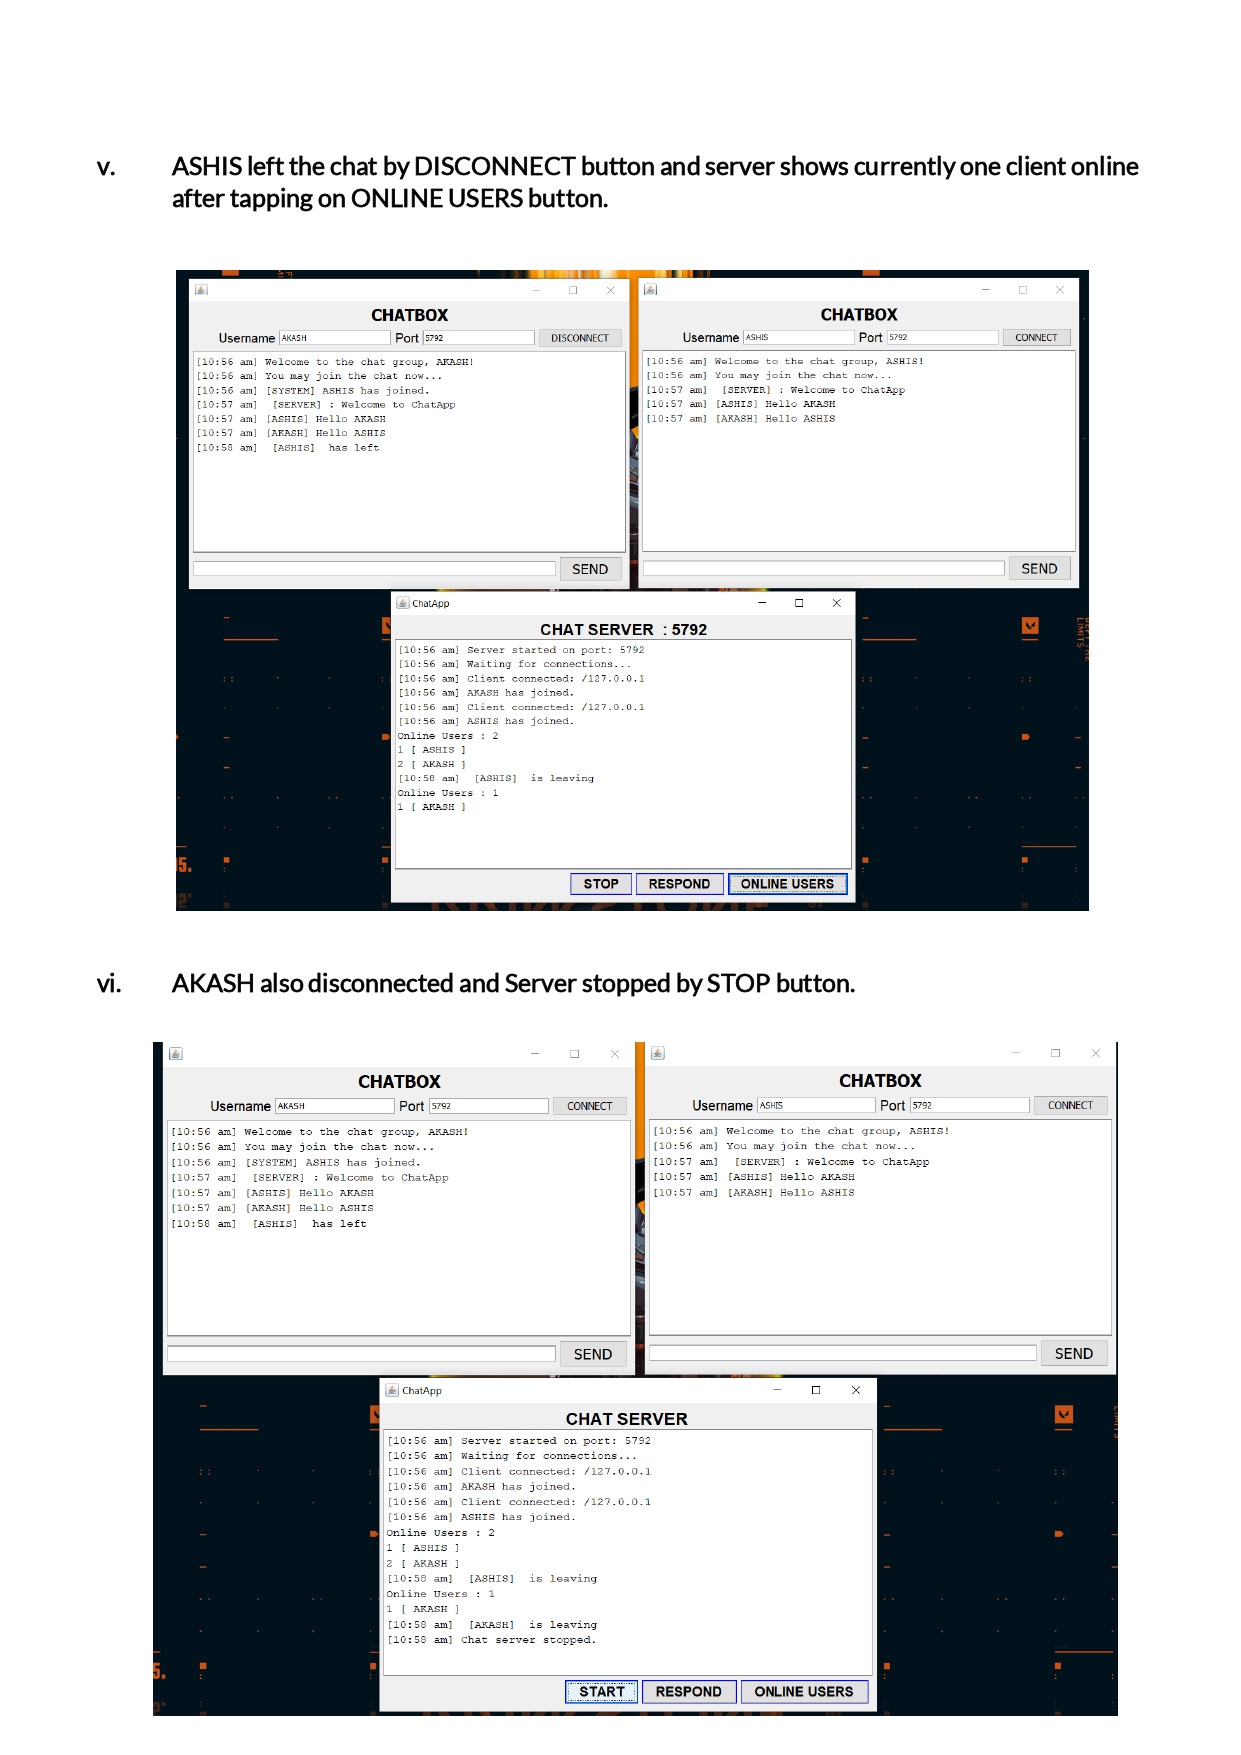 v. ASHIS left the chat by DISCONNECT button and server shows currently one client online
after tapping on ONLINE USERS button.
CHATBOX
Username AKASH Port 5792 DISCONNECT
[10:56 am] Welcome to the chat group, AKASH!
[10:56 am] You may join the chat now...
[10:56 am] [SYSTEM] ASHIS has joined.
[10:57 am]  [SERVER] : Welcome to ChatApp
[10:57 am] [ASHIS] Hello AKASH
[10:57 am] [AKASH] Hello ASHIS
[10:58 am]  [ASHIS]  has left
SEND
CHATBOX
Username ASHIS Port 5792 CONNECT
[10:56 am] Welcome to the chat group, ASHIS!
[10:56 am] You may join the chat now...
[10:57 am]  [SERVER] : Welcome to ChatApp
[10:57 am] [ASHIS] Hello AKASH
[10:57 am] [AKASH] Hello ASHIS
SEND
ChatApp
CHAT SERVER : 5792
[10:56 am] Server started on port: 5792
[10:56 am] Waiting for connections...
[10:56 am] Client connected: /127.0.0.1
[10:56 am] AKASH has joined.
[10:56 am] Client connected: /127.0.0.1
[10:56 am] ASHIS has joined.
Online Users : 2
1 [ ASHIS ]
2 [ AKASH ]
[10:58 am]  [ASHIS]  is leaving
Online Users : 1
1 [ AKASH ]
STOP RESPOND ONLINE USERS
LIMITS
vi. AKASH also disconnected and Server stopped by STOP button.
CHATBOX
Username AKASH Port 5792 CONNECT
[10:56 am] Welcome to the chat group, AKASH!
[10:56 am] You may join the chat now...
[10:56 am] [SYSTEM] ASHIS has joined.
[10:57 am]  [SERVER] : Welcome to ChatApp
[10:57 am] [ASHIS] Hello AKASH
[10:57 am] [AKASH] Hello ASHIS
[10:58 am]  [ASHIS]  has left
SEND
CHATBOX
Username ASHIS Port 5792 CONNECT
[10:56 am] Welcome to the chat group, ASHIS!
[10:56 am] You may join the chat now...
[10:57 am]  [SERVER] : Welcome to ChatApp
[10:57 am] [ASHIS] Hello AKASH
[10:57 am] [AKASH] Hello ASHIS
SEND
ChatApp
CHAT SERVER
[10:56 am] Server started on port: 5792
[10:56 am] Waiting for connections...
[10:56 am] Client connected: /127.0.0.1
[10:56 am] AKASH has joined.
[10:56 am] Client connected: /127.0.0.1
[10:56 am] ASHIS has joined.
Online Users : 2
1 [ ASHIS ]
2 [ AKASH ]
[10:58 am]  [ASHIS]  is leaving
Online Users : 1
1 [ AKASH ]
[10:58 am]  [AKASH]  is leaving
[10:58 am] Chat server stopped.
START RESPOND ONLINE USERS